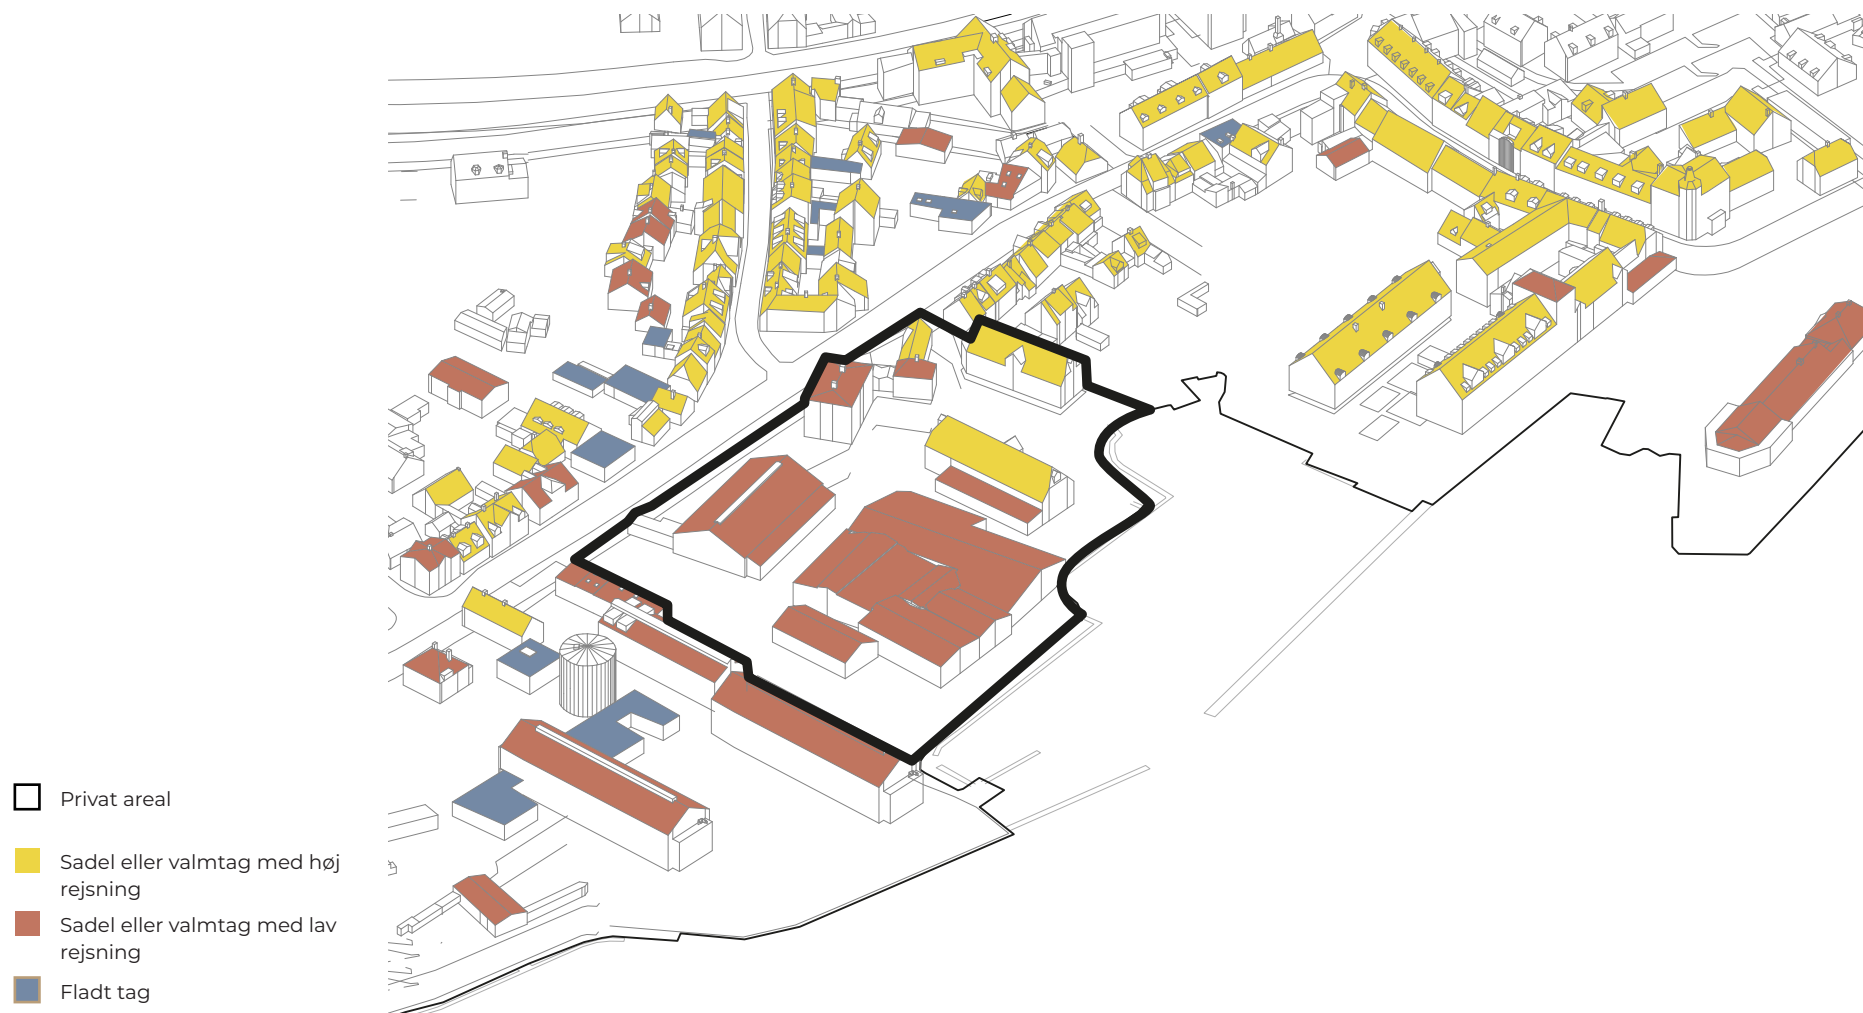 Privat areal
Sadel eller valmtag med høj
rejsning
Sadel eller valmtag med lav
rejsning
Fladt tag